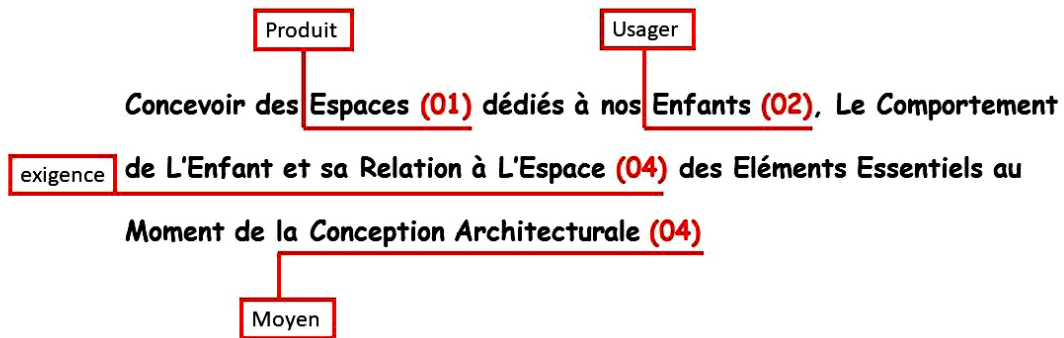 Produit
Usager
Concevoir des Espaces (01) dédiés à nos Enfants (02), Le Comportement
exigence
de L'Enfant et sa Relation à L'Espace (04) des Eléments Essentiels au
Moment de la Conception Architecturale (04)
Moyen